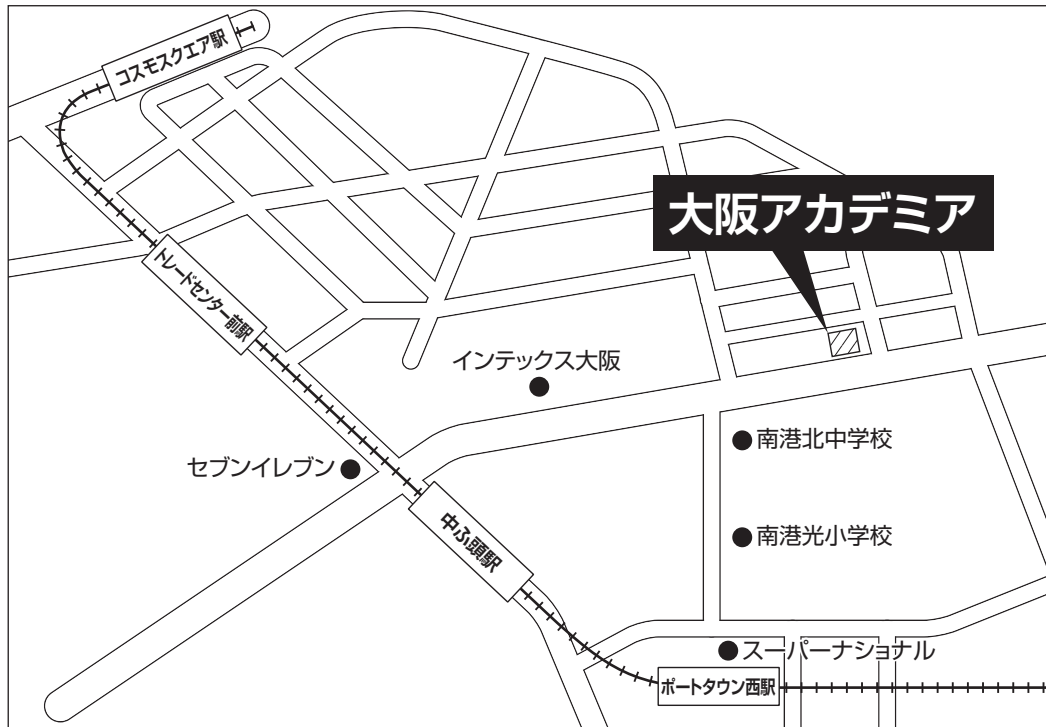 コスモスクエア駅
大阪アカデミア
トレードセンター前駅
インテックス大阪
南港北中学校
セブンイレブン
中ふ頭駅
南港光小学校
スーパーナショナル
ポートタウン西駅